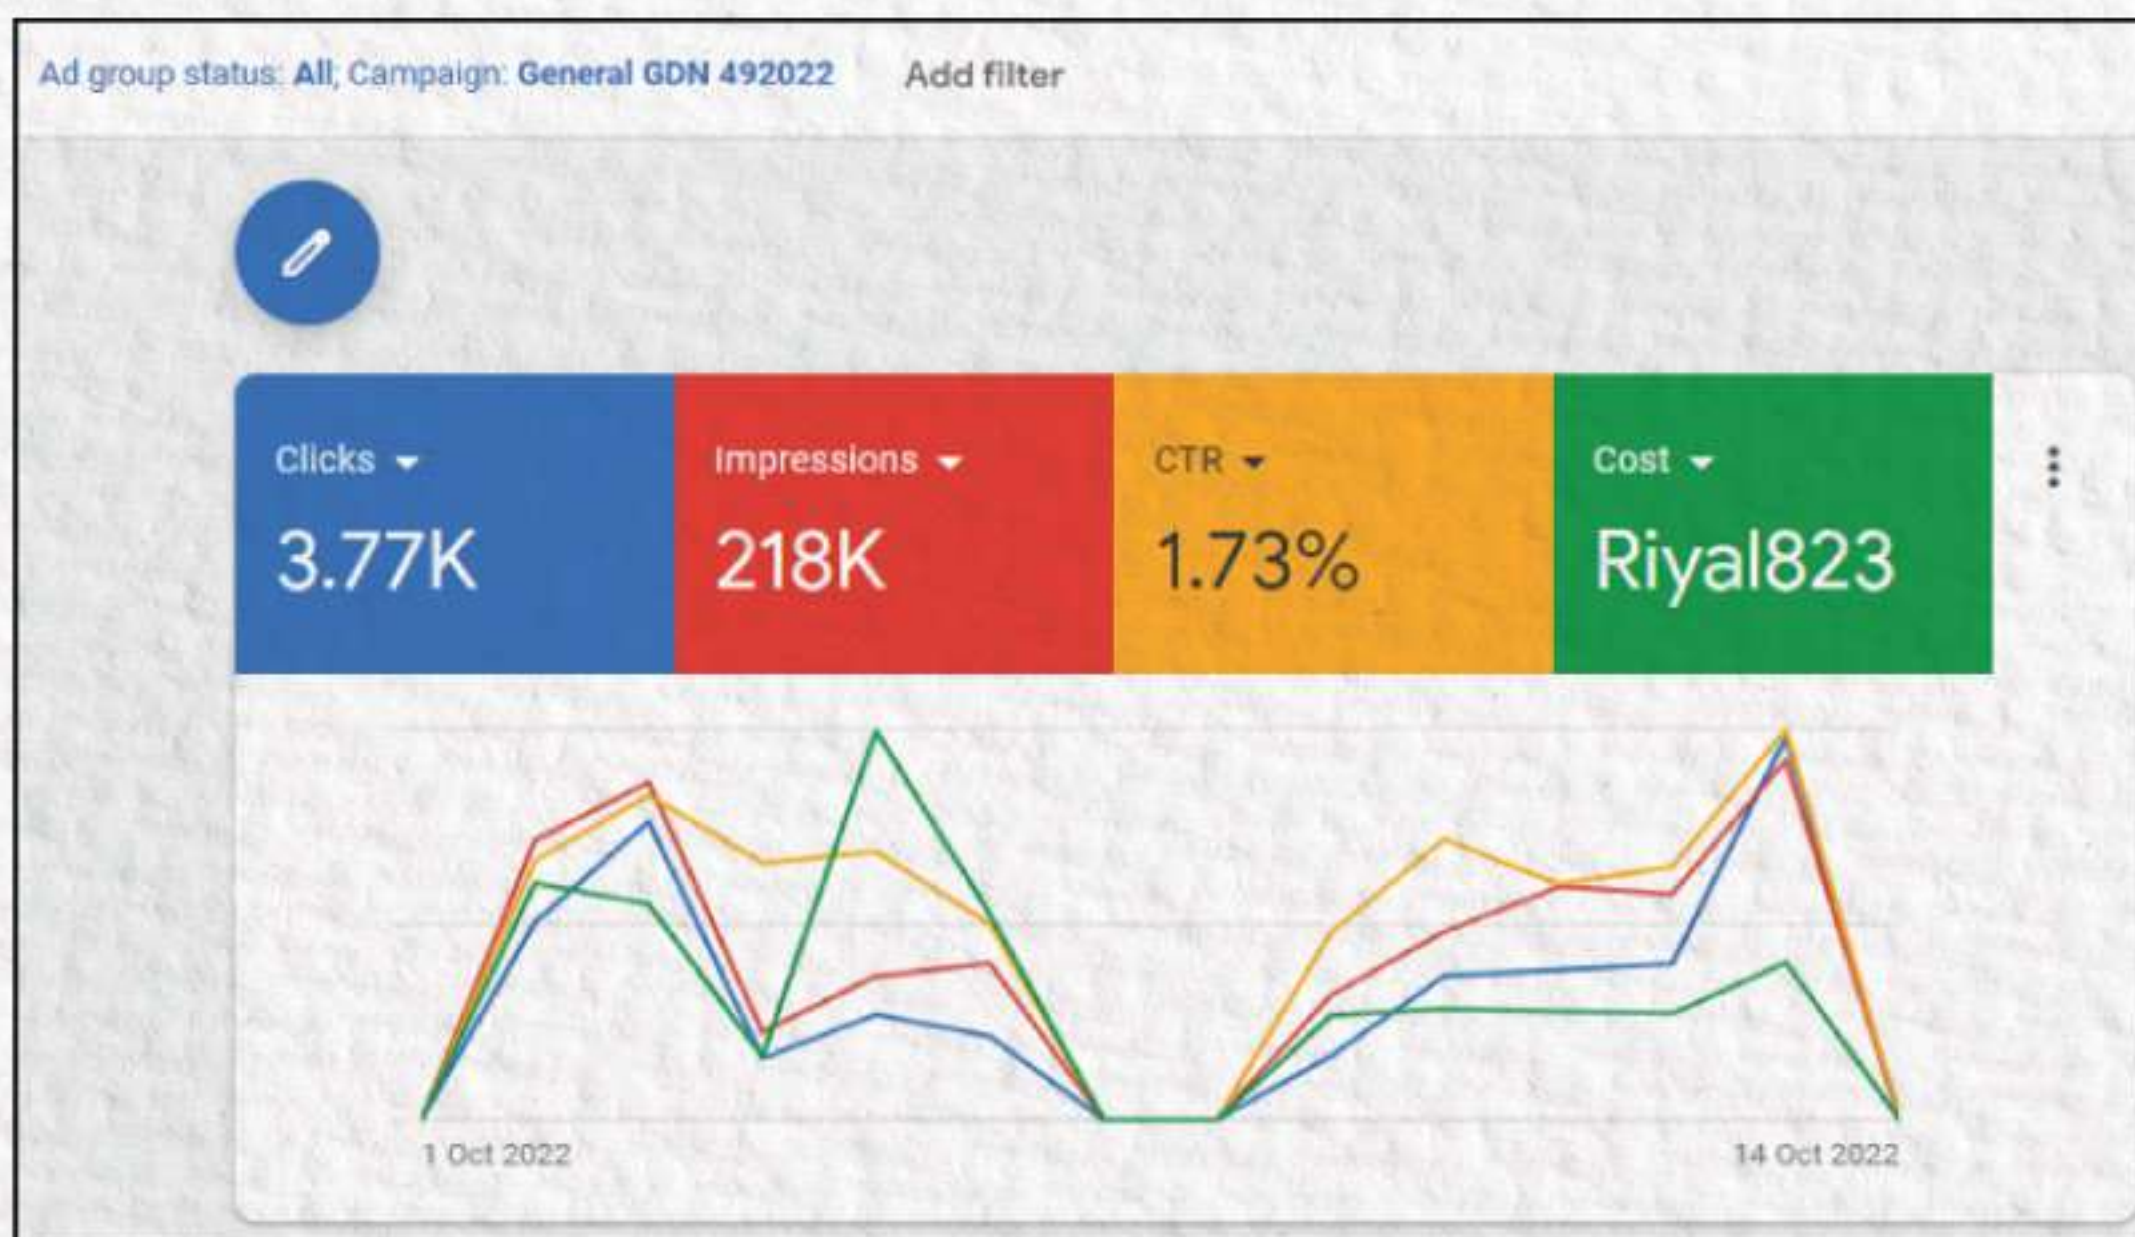 Ad group status: All; Campaign: General GDN 492022 Add filter
Clicks Impressions CTR Cost
3.77K 218K 1.73% Riyal823
1 Oct 2022 14 Oct 2022